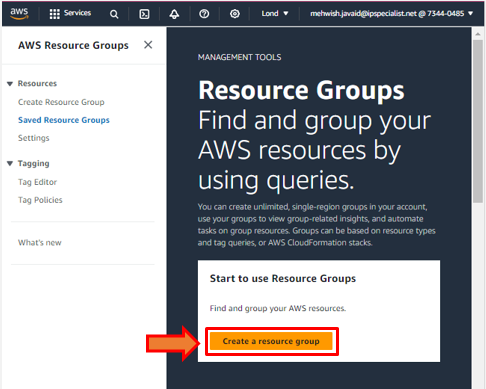 aws
Services
Lond
mehwish.javaid@ipspecialist.net @ 7344-0485
AWS Resource Groups
Resources
Create Resource Group
Saved Resource Groups
Settings
Tagging
Tag Editor
Tag Policies
What's new
MANAGEMENT TOOLS
Resource Groups
Find and group your
AWS resources by
using queries.
You can create unlimited, single-region groups in your account,
use your groups to view group-related insights, and automate
tasks on group resources. Groups can be based on resource types
and tag queries, or AWS CloudFormation stacks.
Start to use Resource Groups
Find and group your AWS resources.
Create a resource group